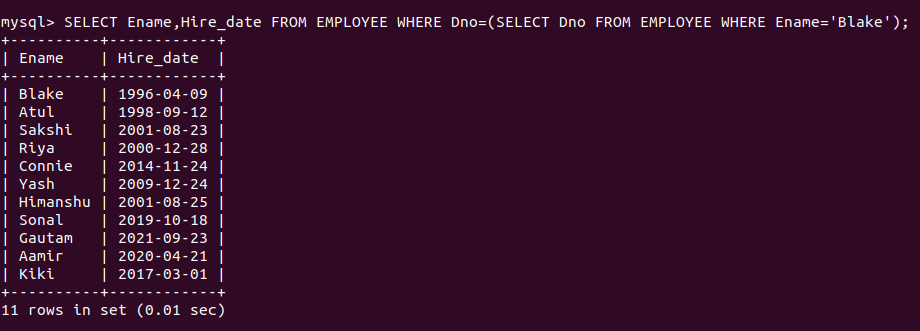 mysql> SELECT Ename,Hire_date FROM EMPLOYEE WHERE Dno=(SELECT Dno FROM EMPLOYEE WHERE Ename='Blake');
+----------+------------+
| Ename    | Hire_date  |
+----------+------------+
| Blake    | 1996-04-09 |
| Atul     | 1998-09-12 |
| Sakshi   | 2001-08-23 |
| Riya     | 2000-12-28 |
| Connie   | 2014-11-24 |
| Yash     | 2009-12-24 |
| Himanshu | 2001-08-25 |
| Sonal    | 2019-10-18 |
| Gautam   | 2021-09-23 |
| Aamir    | 2020-04-21 |
| Kiki     | 2017-03-01 |
+----------+------------+
11 rows in set (0.01 sec)